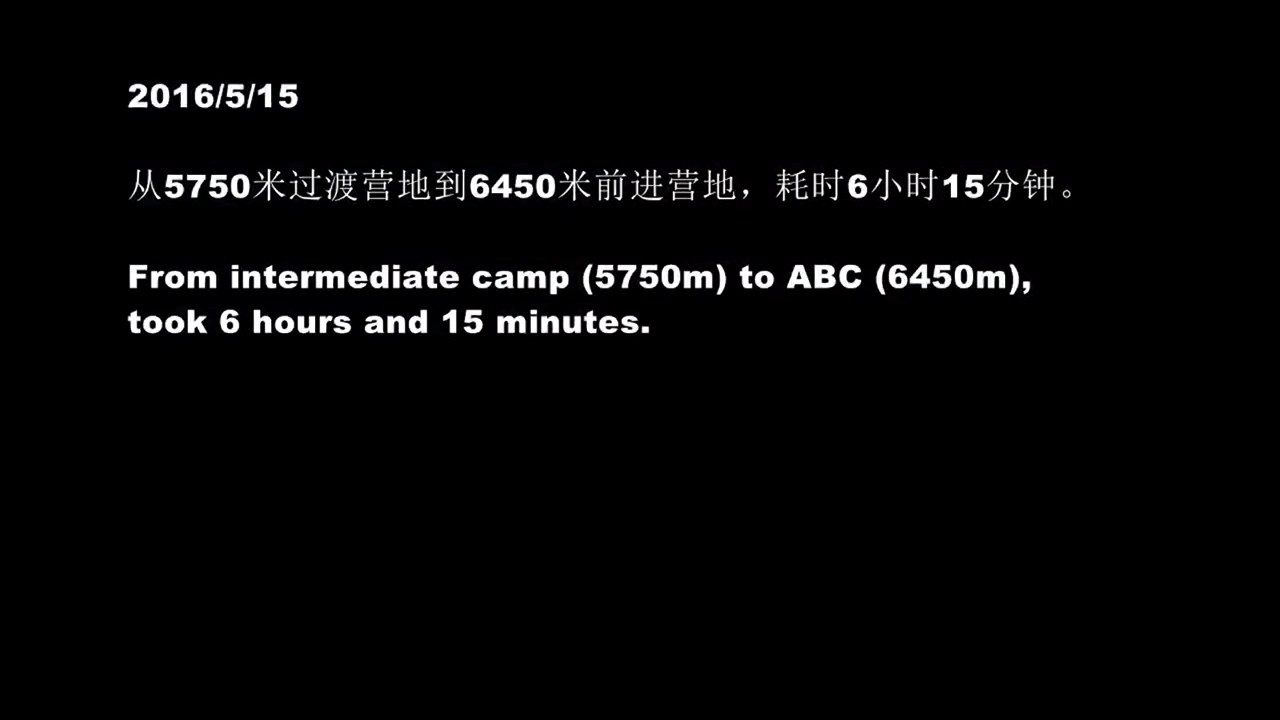 2016/5/15
从5750米过渡营地到6450米前进营地，耗时6小时15分钟。
From intermediate camp (5750m) to ABC (6450m),
took 6 hours and 15 minutes.